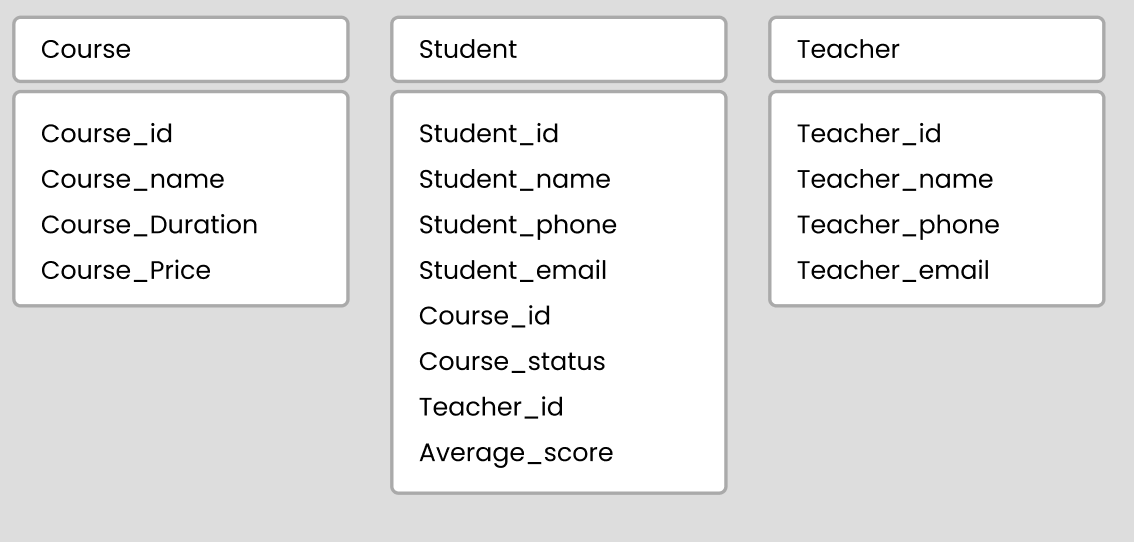 Course
Course_id
Course_name
Course_Duration
Course_Price
Student
Student_id
Student_name
Student_phone
Student_email
Course_id
Course_status
Teacher_id
Average_score
Teacher
Teacher_id
Teacher_name
Teacher_phone
Teacher_email